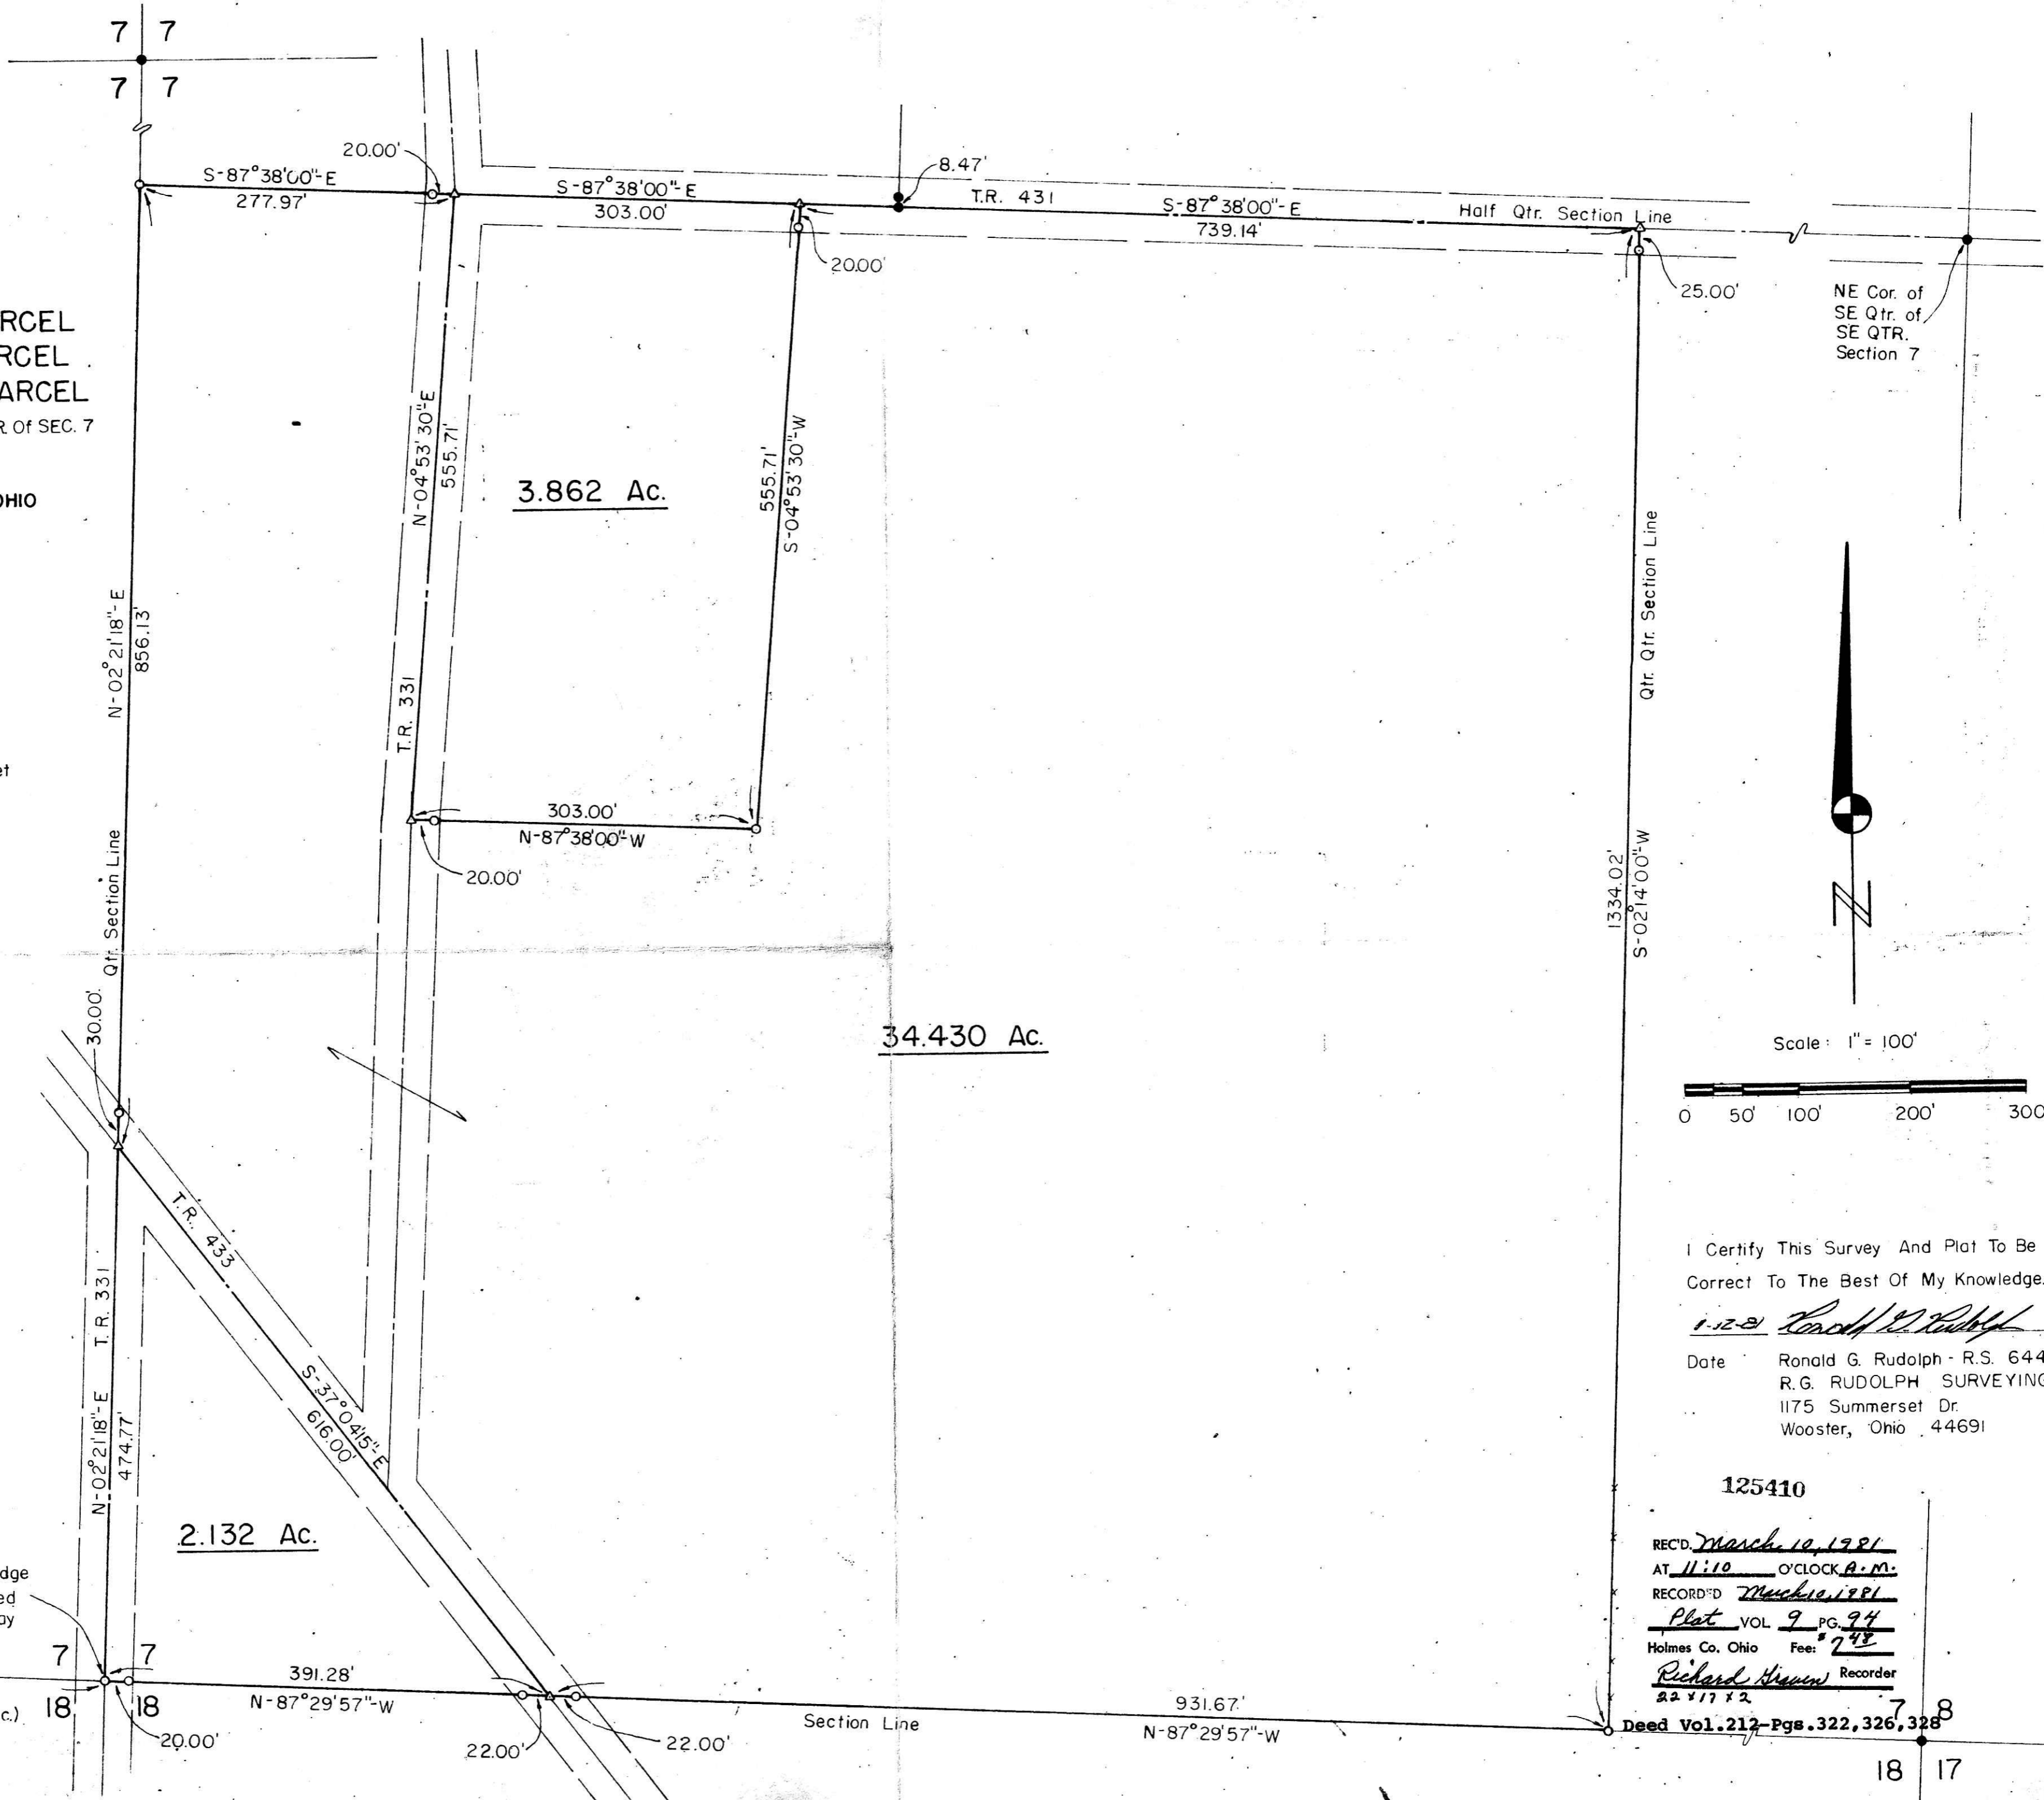 7 7
7 7
20.00'
S-87°38'00"-E
277.97'
S-87°38'00"-E
303.00'
8.47'
T.R. 431
S-87°38'00"-E
739.14'
Half Qtr. Section Line
20.00'
25.00'
NE Cor. of
SE Qtr. of
SE QTR.
Section 7
RCEL
RCEL
ARCEL
R. Of SEC. 7
OHIO
N-04°53'30"-E
555.71'
3.862 Ac.
555.71'
S-04°53'30"-W
Qtr. Qtr. Section Line
N-02°21'18"-E
856.13'
T.R. 331
et
303.00'
N-87°38'00"-W
20.00'
Qtr. Section Line
1334.02'
S-02°14'00"-W
N
30.00'
34.430 Ac.
Scale: 1" = 100'
0 50' 100' 200' 300
T.R. 433
I Certify This Survey And Plat To Be
Correct To The Best Of My Knowledge.
1-12-81 Ronald G. Rudolph
Date Ronald G. Rudolph - R.S. 644
R.G. RUDOLPH SURVEYING
1175 Summerset Dr.
Wooster, Ohio 44691
N-02°21'18"-E T.R. 331
474.77'
S-37°04'15"-E
616.00'
125410
2.132 Ac.
REC'D. March 10, 1981
AT 11:10 O'CLOCK A.M.
RECORDED March 10, 1981
Plat VOL 9 PG. 94
Holmes Co. Ohio Fee: $ 7 48
Richard Graven Recorder
22 x 17 x 2
Deed Vol.212-Pgs.322,326,328
dge
ed
ay
7 7
18 18
c.)
20.00'
391.28'
N-87°29'57"-W
22.00'
22.00'
Section Line
931.67'
N-87°29'57"-W
7 8
18 17